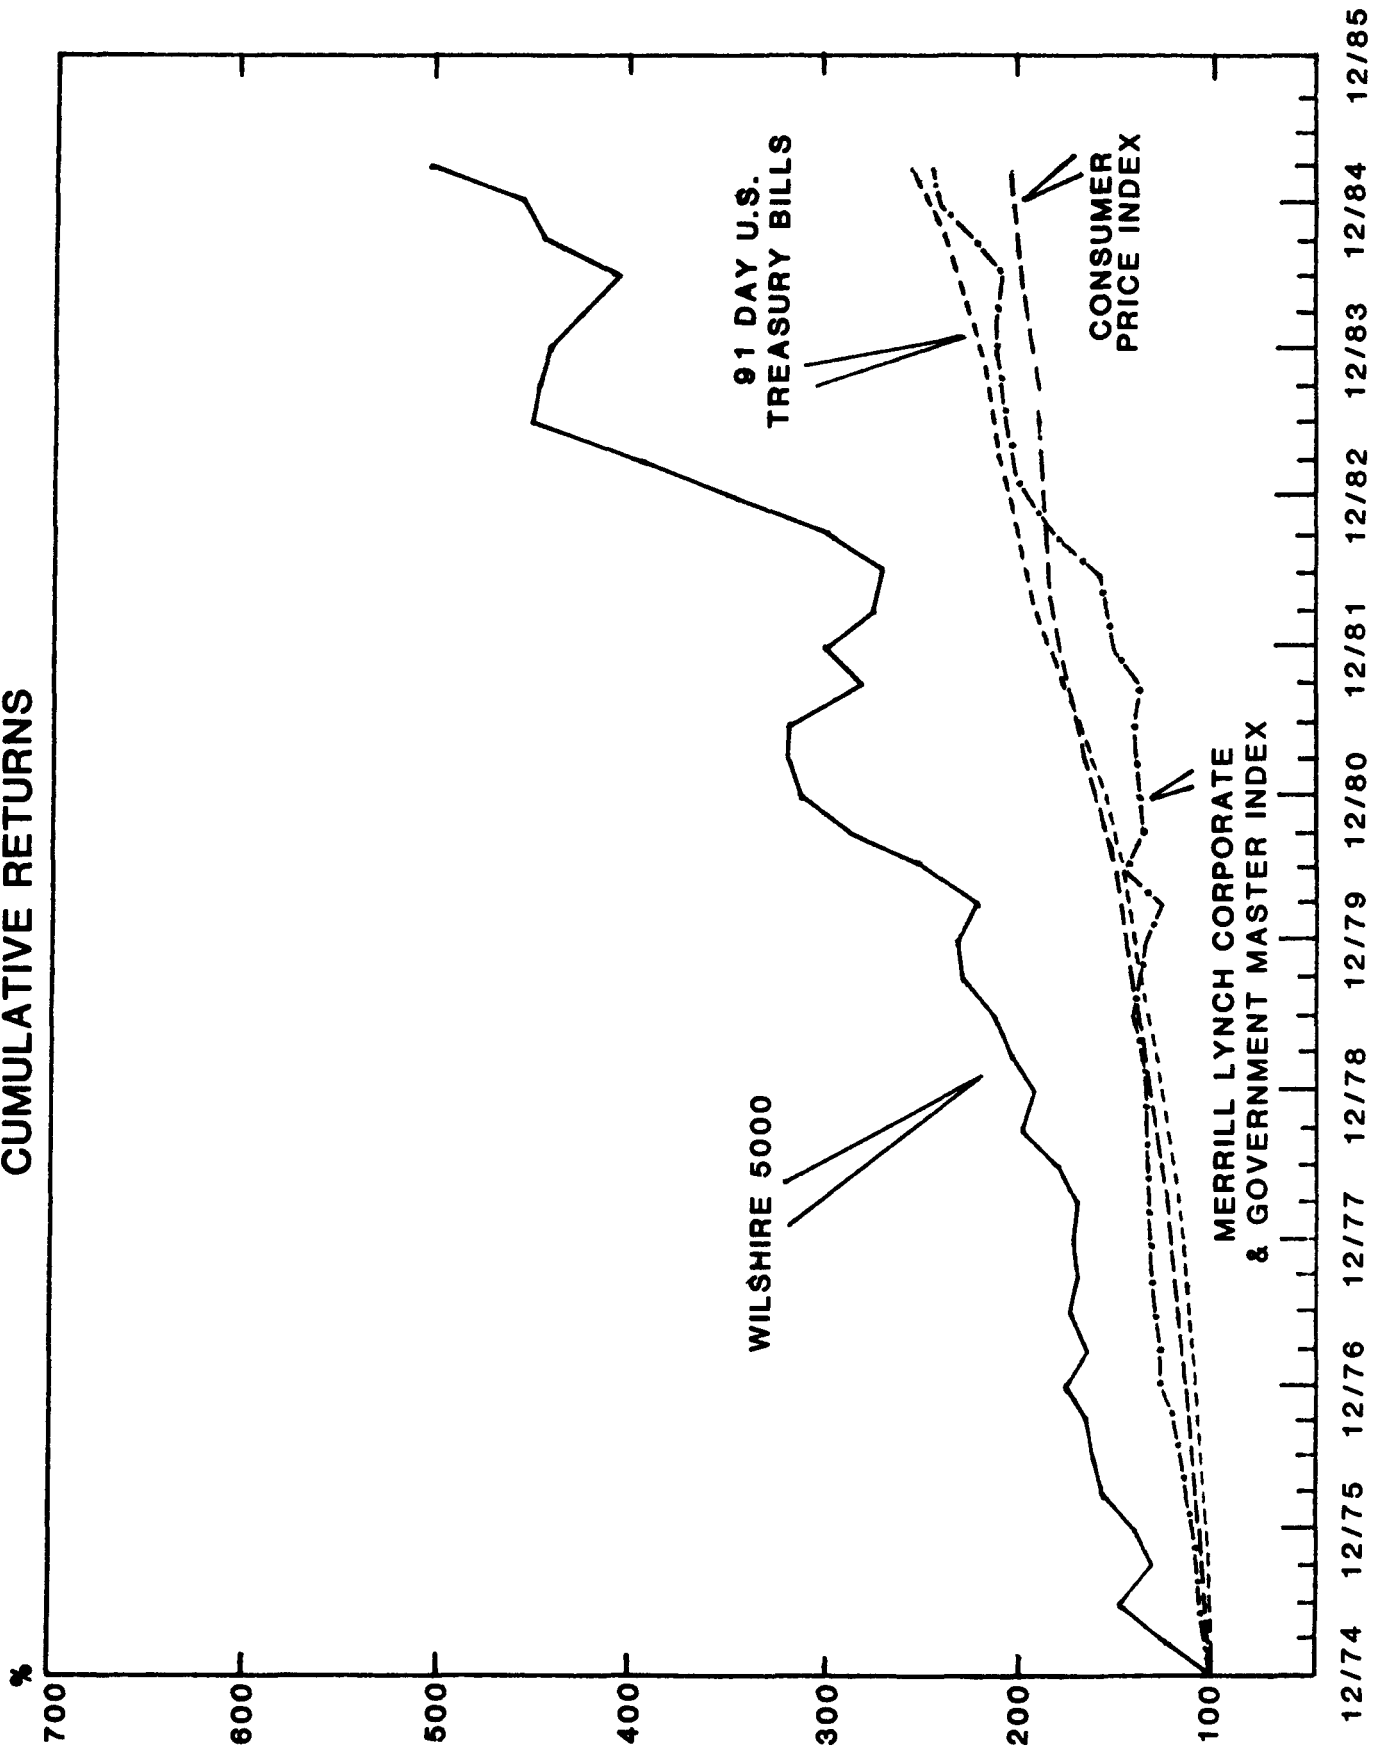 CUMULATIVE RETURNS
%
700
600
500
400
300
200
100
WILSHIRE 5000
91 DAY U.S.
TREASURY BILLS
CONSUMER
PRICE INDEX
MERRILL LYNCH CORPORATE
& GOVERNMENT MASTER INDEX
12/74
12/75
12/76
12/77
12/78
12/79
12/80
12/81
12/82
12/83
12/84
12/85